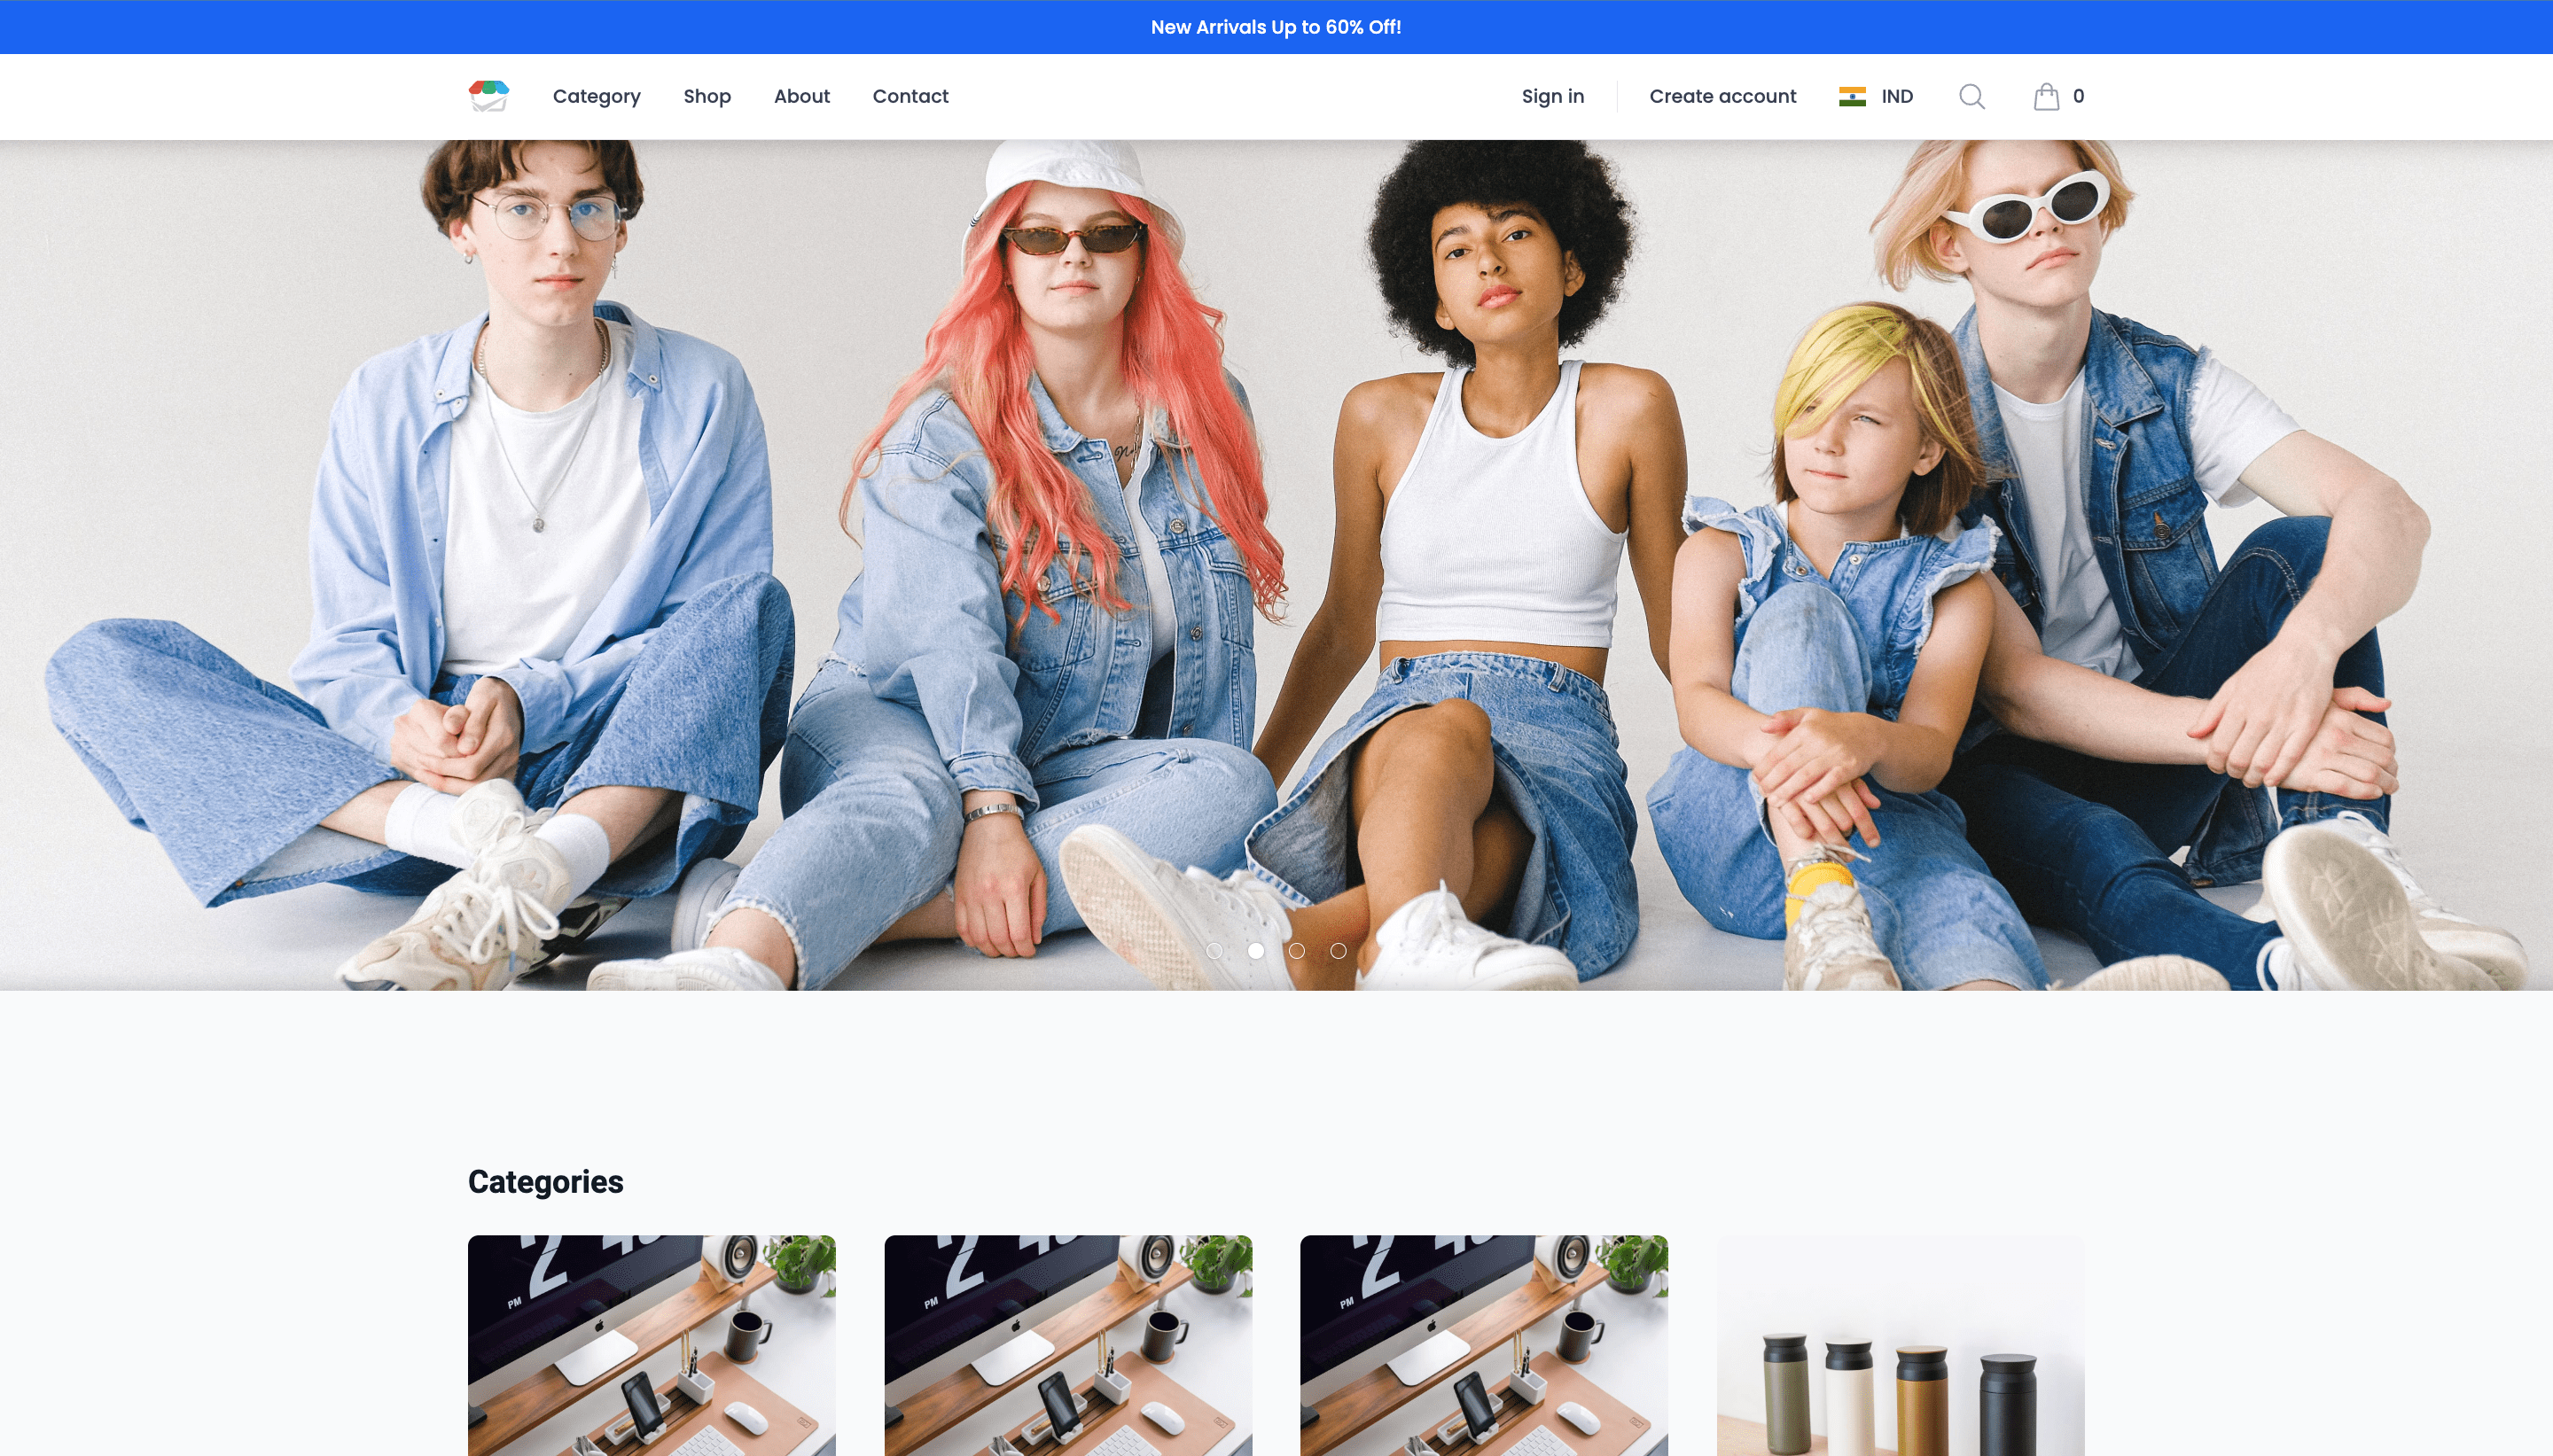 New Arrivals Up to 60% Off!
Category Shop About Contact Sign in Create account IND 0
Categories
PM
PM
PM